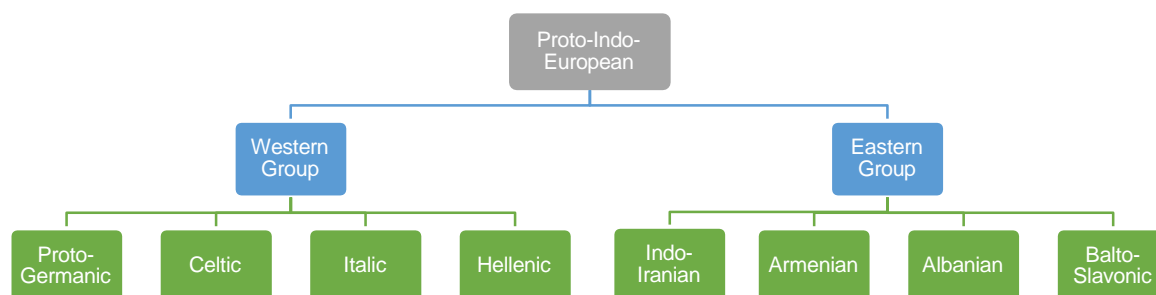 Proto-Indo-
European
Western
Group
Eastern
Group
Proto-
Germanic
Celtic
Italic
Hellenic
Indo-
Iranian
Armenian
Albanian
Balto-
Slavonic